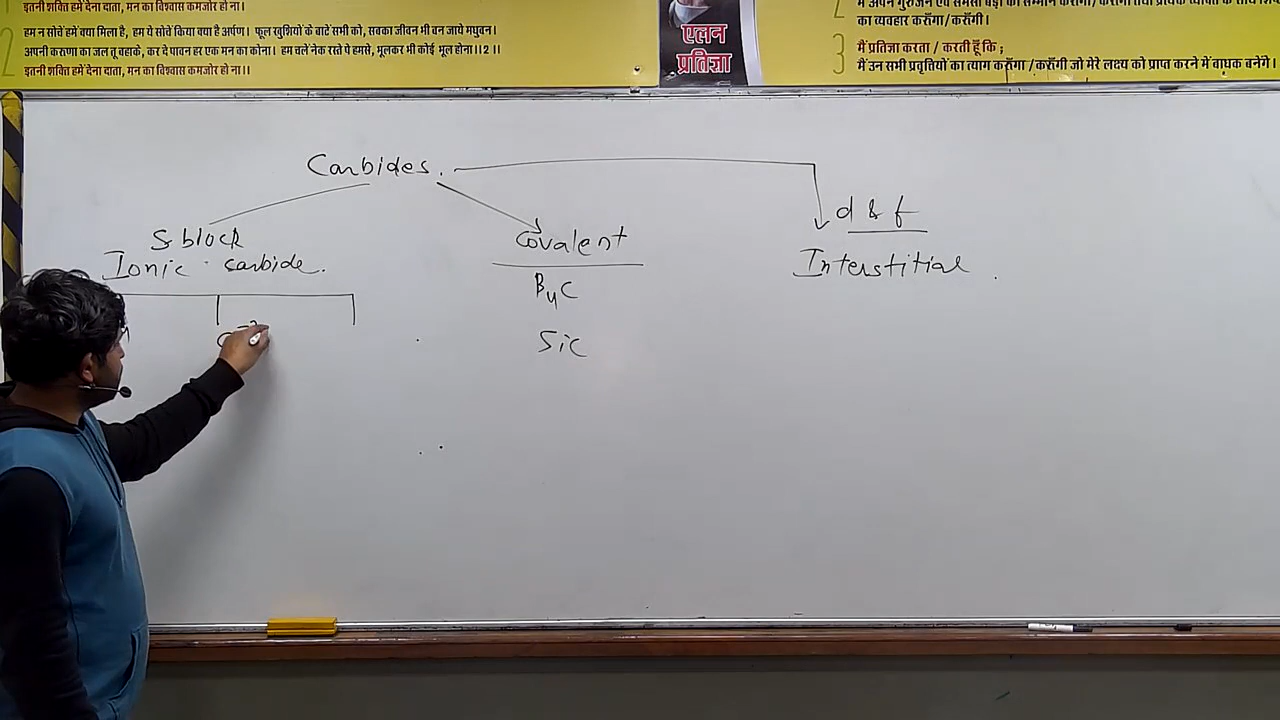 इतनी शक्ति हमें देना दाता, मन का विश्वास कमजोर हो ना।
2
हम न सोचें हमें क्या मिला है, हम ये सोचें किया क्या है अर्पण। फूल खुशियों के बाटें सभी को, सबका जीवन भी बन जाये मधुवन।
अपनी करुणा का जल तू बहाके, कर दे पावन हर एक मन का कोना। हम चलें नेक रस्ते पे हमसे, भूलकर भी कोई भूल होना।।2।।
इतनी शक्ति हमें देना दाता, मन का विश्वास कमजोर हो ना।।
एलन
प्रतिज्ञा
2
का व्यवहार करूँगा/करूँगी।
3
मैं प्रतिज्ञा करता / करती हूँ कि ;
मैं उन सभी प्रवृत्तियों का त्याग करूँगा /करूँगी जो मेरे लक्ष्य को प्राप्त करने में बाधक बनेंगे।
Carbides.
S block
Ionic carbide.
Covalent
B4C
SiC
d & f
Interstitial